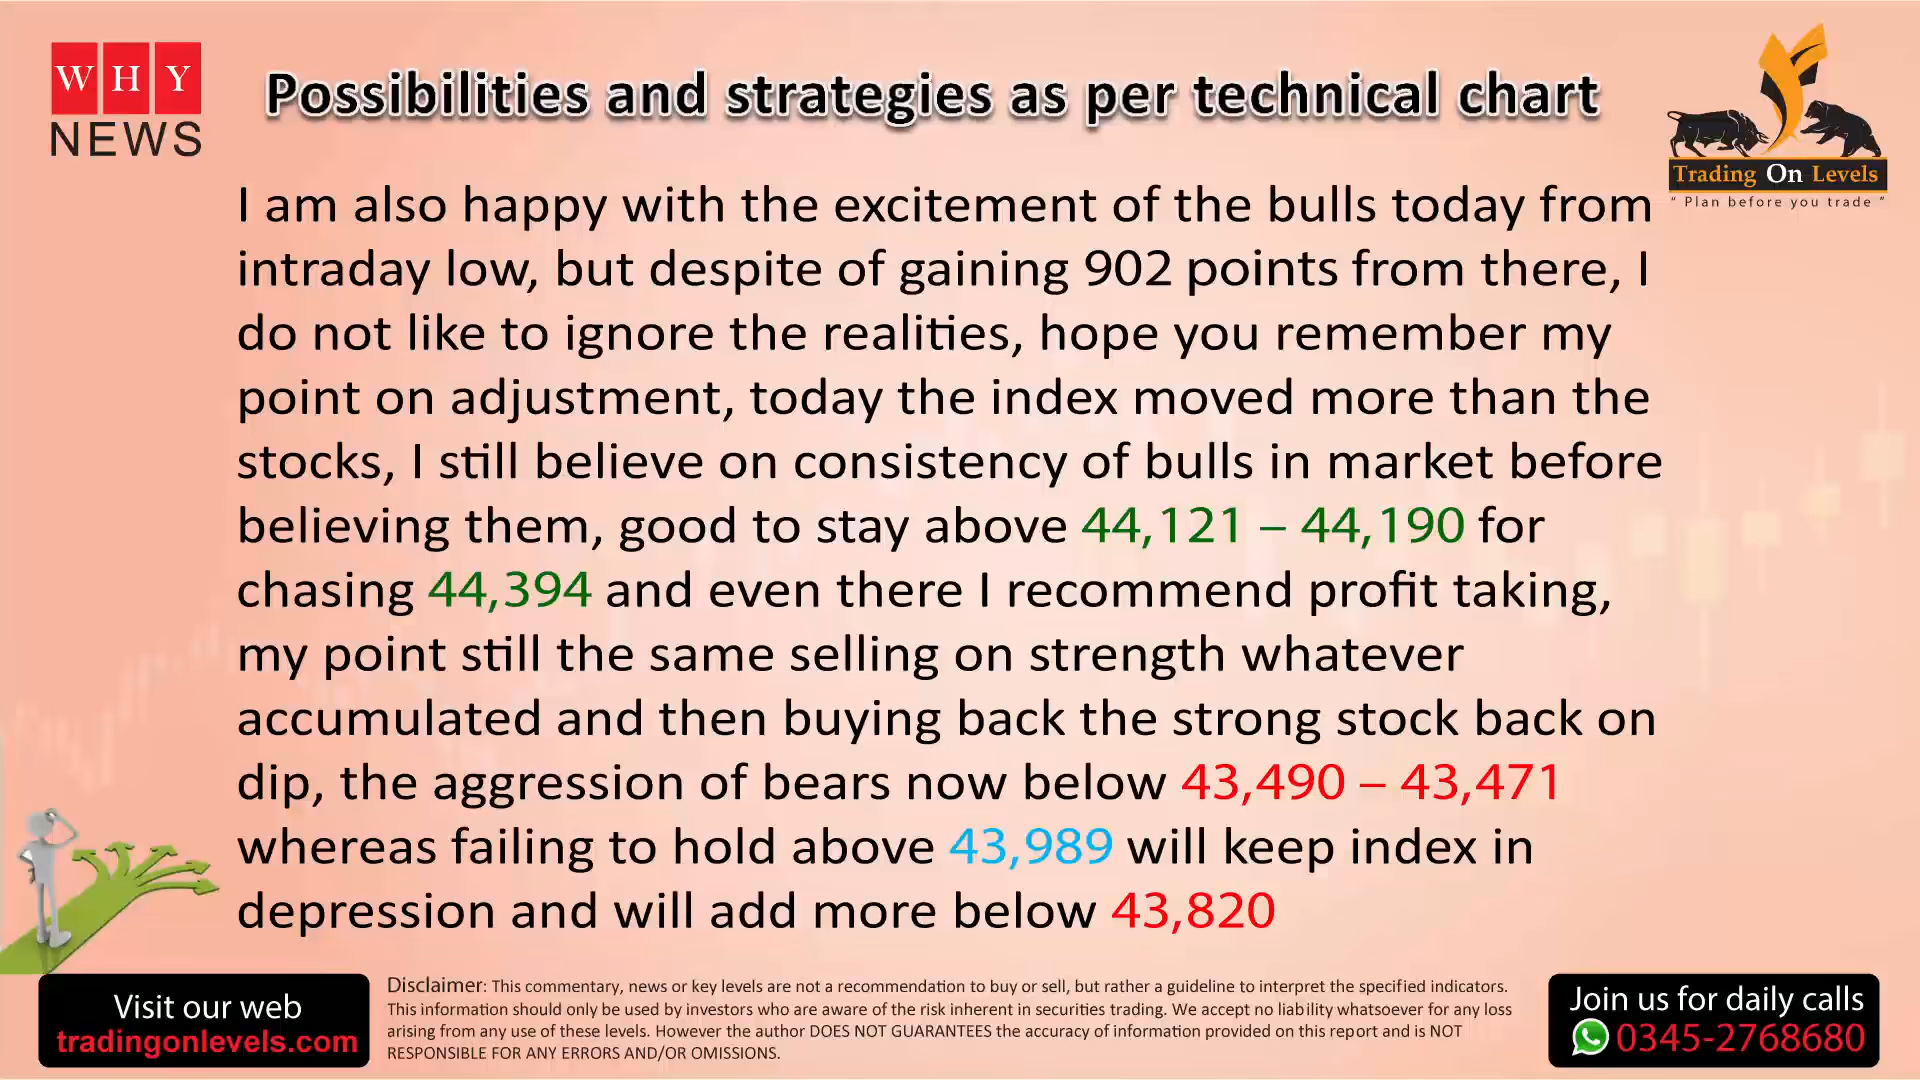 WHY
NEWS
Possibilities and strategies as per technical chart
Trading On Levels
“ Plan before you trade ”
I am also happy with the excitement of the bulls today from
intraday low, but despite of gaining 902 points from there, I
do not like to ignore the realities, hope you remember my
point on adjustment, today the index moved more than the
stocks, I still believe on consistency of bulls in market before
believing them, good to stay above 44,121 – 44,190 for
chasing 44,394 and even there I recommend profit taking,
my point still the same selling on strength whatever
accumulated and then buying back the strong stock back on
dip, the aggression of bears now below 43,490 – 43,471
whereas failing to hold above 43,989 will keep index in
depression and will add more below 43,820
Visit our web
tradingonlevels.com
Disclaimer: This commentary, news or key levels are not a recommendation to buy or sell, but rather a guideline to interpret the specified indicators.
This information should only be used by investors who are aware of the risk inherent in securities trading. We accept no liability whatsoever for any loss
arising from any use of these levels. However the author DOES NOT GUARANTEES the accuracy of information provided on this report and is NOT
RESPONSIBLE FOR ANY ERRORS AND/OR OMISSIONS.
Join us for daily calls
0345-2768680